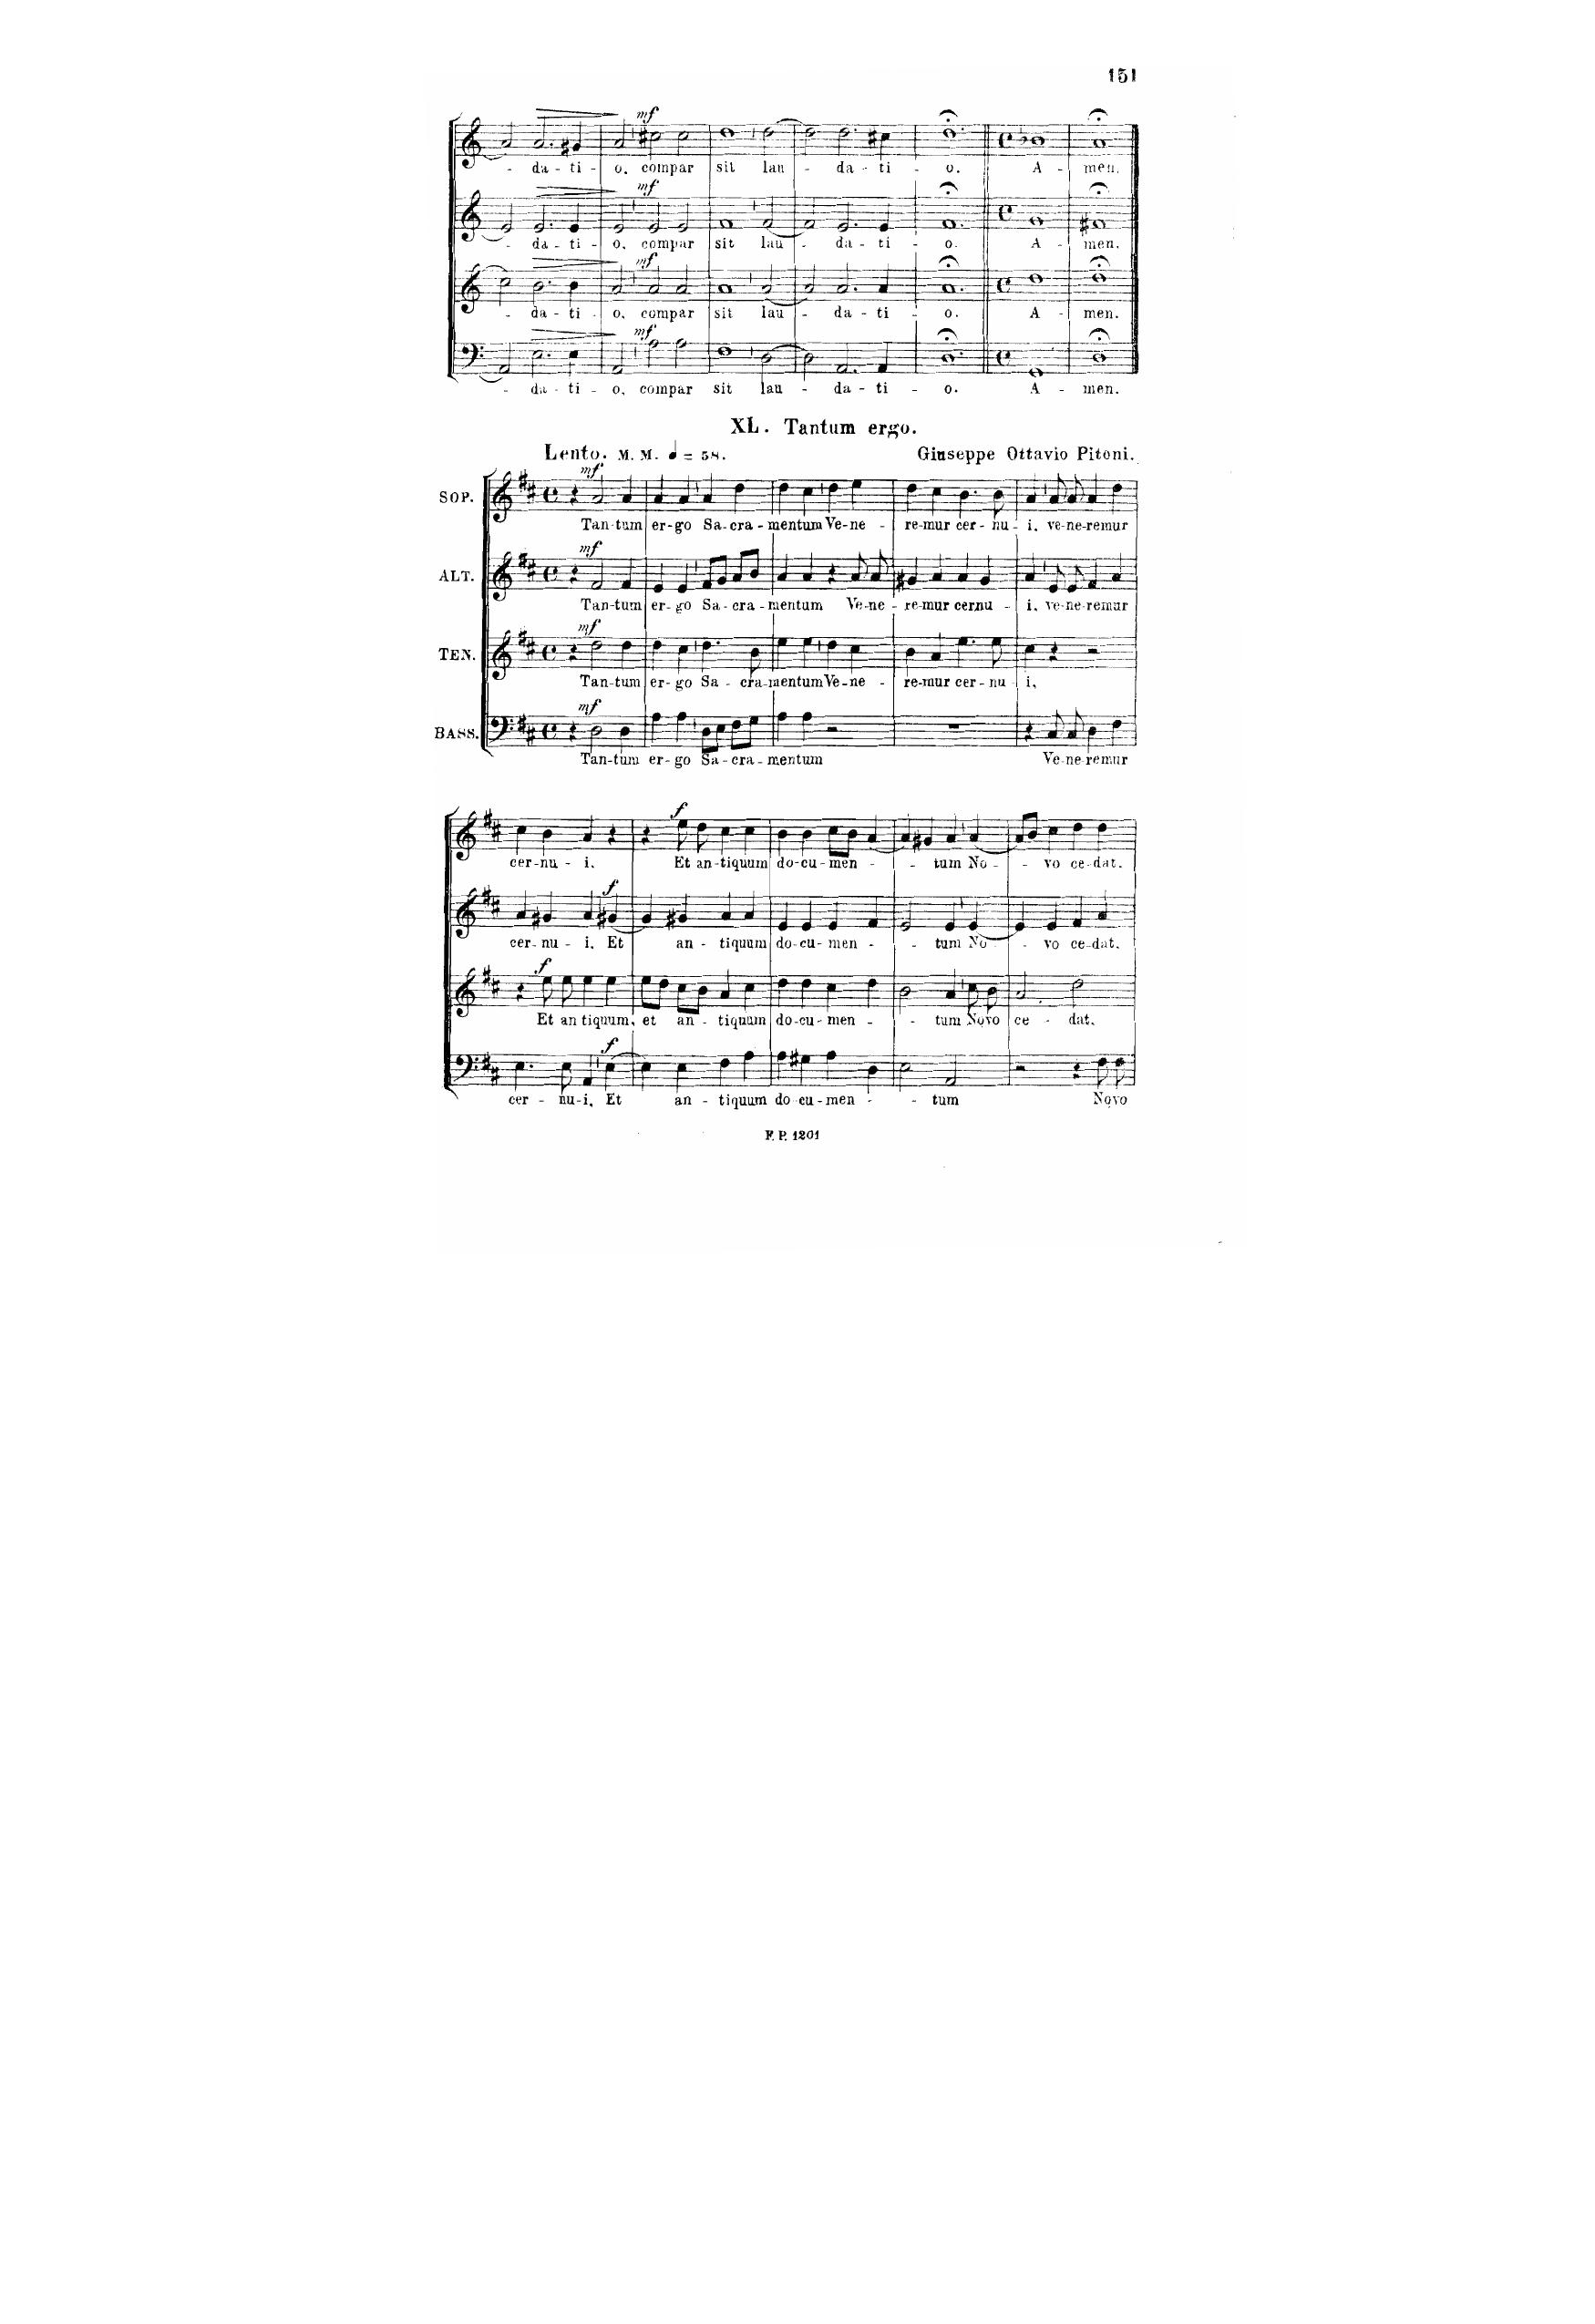 151
mf
- da - ti - o. compar sit lau - da - ti - o. A - men.
mf
- da - ti - o. compar sit lau - da - ti - o. A - men.
mf
- da - ti - o. compar sit lau - da - ti - o. A - men.
mf
- da - ti - o. compar sit lau - da - ti - o. A - men.
XL. Tantum ergo.
Lento. M. M. = 58. Giuseppe Ottavio Pitoni.
mf
SOP.
Tan-tum er-go Sa-cra-mentum Ve-ne - re-mur cer-nu - i. ve-ne-remur
mf
ALT.
Tan-tum er-go Sa-cra-mentum Ve-ne - re-mur cernu - i. ve-ne-remur
mf
TEN.
Tan-tum er-go Sa - cra-mentum Ve-ne - re-mur cer-nu - i.
mf
BASS.
Tan-tum er-go Sa-cra-mentum Ve-ne-remur
f
cer-nu - i. Et an-tiquum do-cu-men - - tum No - - vo ce-dat.
f
cer-nu - i. Et an - tiquum do-cu-men - - tum No - - vo ce-dat.
f
Et an tiquum, et an - tiquum do-cu-men - - tum Novo ce - dat.
f
cer - nu-i. Et an - tiquum do-cu-men - - tum Novo
F. P. 1201